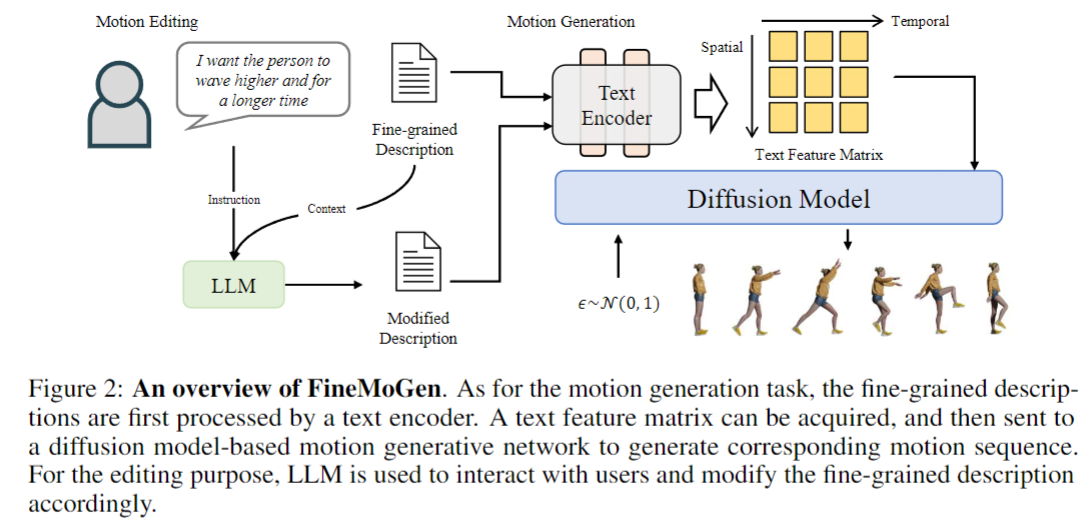 Motion Editing
I want the person to
wave higher and for
a longer time
Fine-grained
Description
Instruction
Context
LLM
Modified
Description
Motion Generation
Text
Encoder
Spatial
Temporal
Text Feature Matrix
Diffusion Model
ϵ~𝒩(0, 1)
Figure 2: An overview of FineMoGen. As for the motion generation task, the fine-grained descrip-
tions are first processed by a text encoder. A text feature matrix can be acquired, and then sent to
a diffusion model-based motion generative network to generate corresponding motion sequence.
For the editing purpose, LLM is used to interact with users and modify the fine-grained description
accordingly.